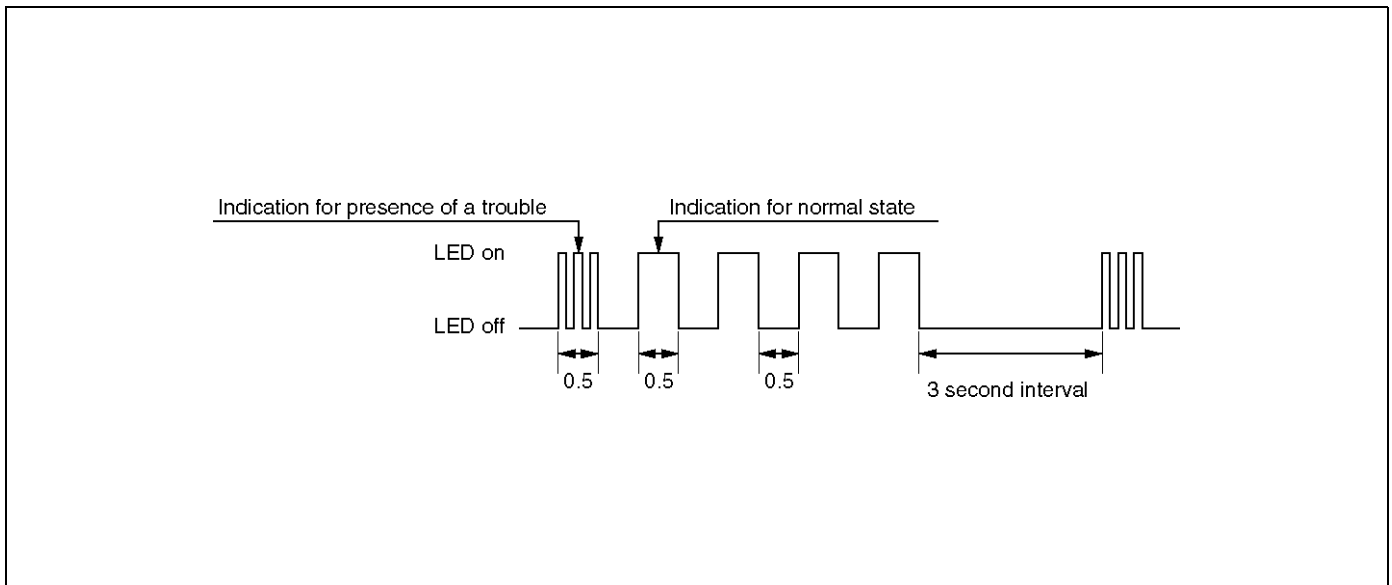 Indication for presence of a trouble
Indication for normal state
LED on
LED off
0.5
0.5
0.5
3 second interval